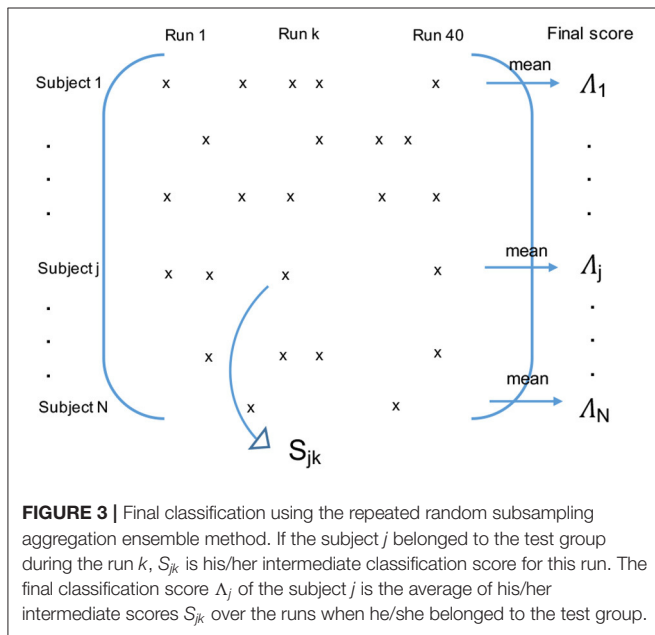 Run 1 Run k Run 40 Final score
Subject 1 x x x x x mean Λ1
. x x x x .
. x x x x x .
. .
Subject j x x x x mean Λj
. .
. x x x x .
. .
Subject N x x mean ΛN
Sjk
FIGURE 3 | Final classification using the repeated random subsampling
aggregation ensemble method. If the subject j belonged to the test group
during the run k, Sjk is his/her intermediate classification score for this run. The
final classification score Λj of the subject j is the average of his/her
intermediate scores Sjk over the runs when he/she belonged to the test group.